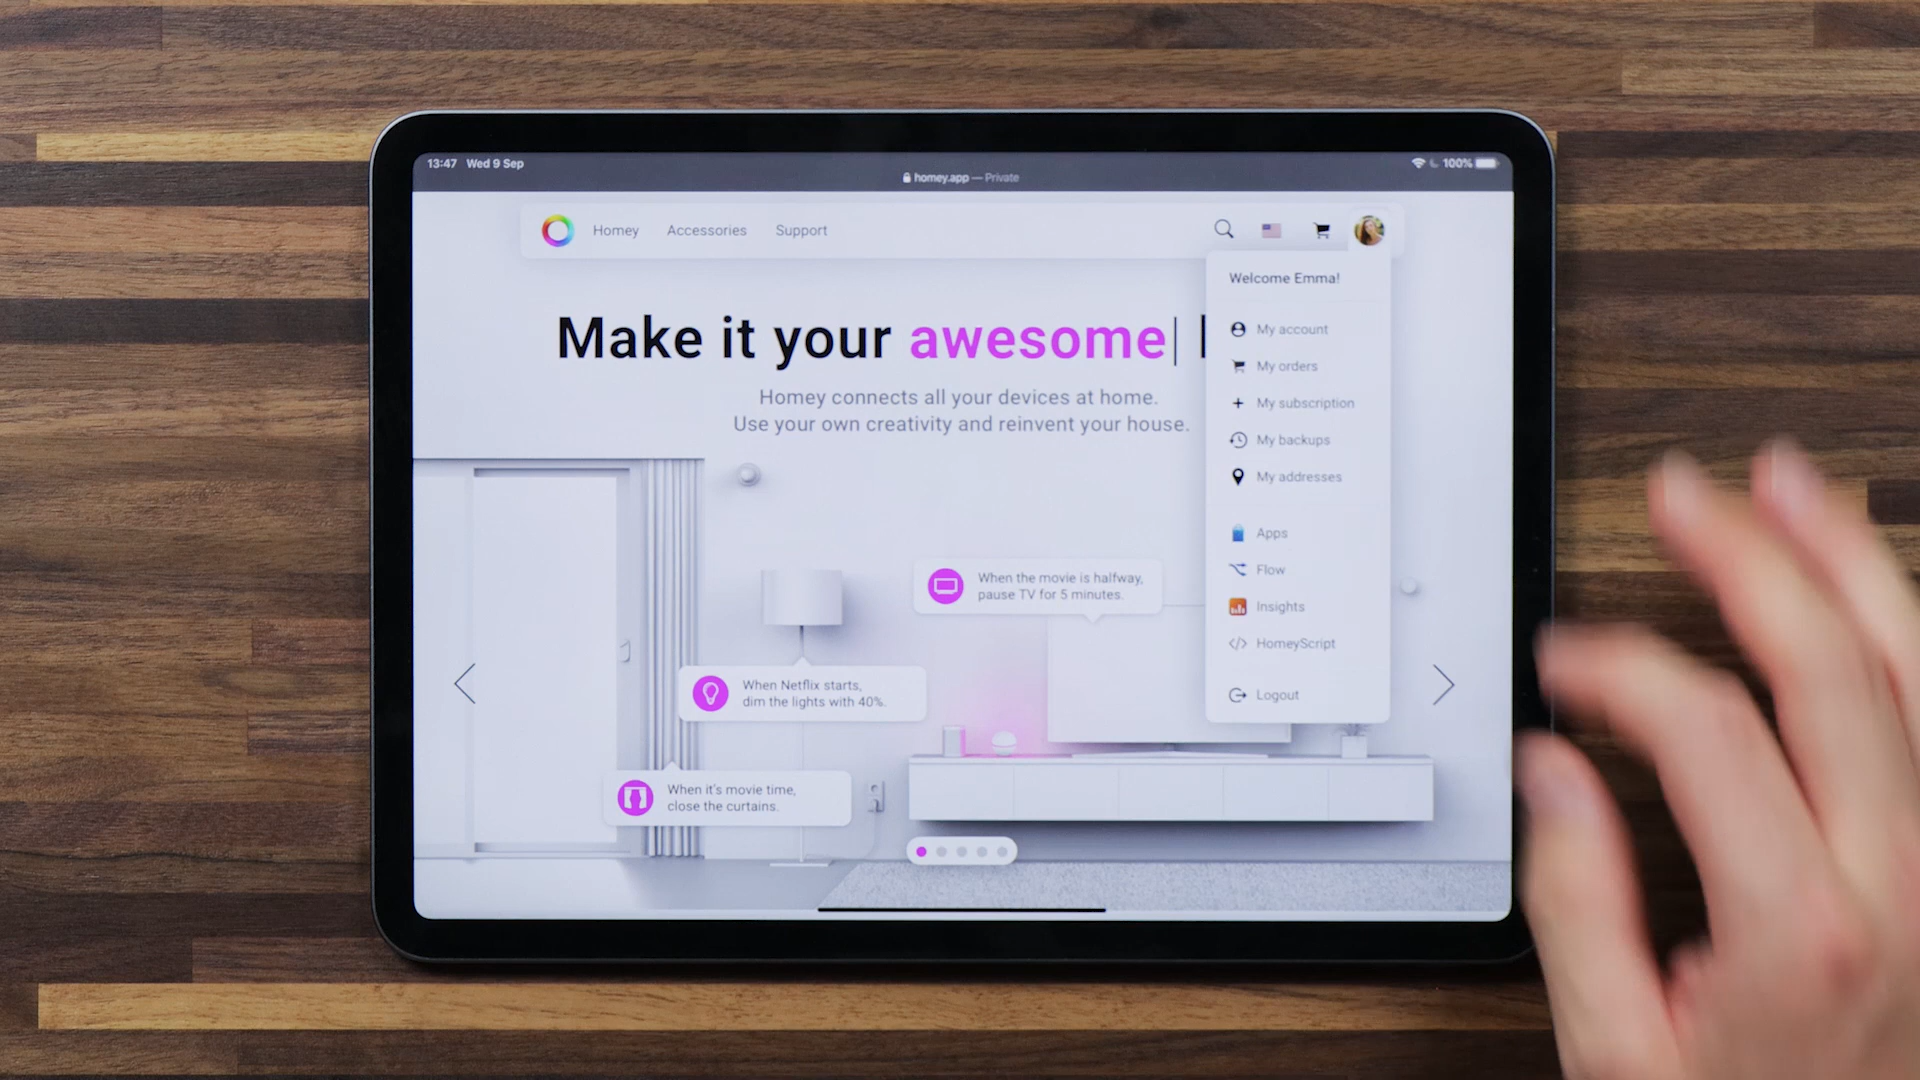 13:47 Wed 9 Sep
100%
homey.app — Private
Homey Accessories Support
Welcome Emma!
Make it your awesome
Homey connects all your devices at home.
Use your own creativity and reinvent your house.
My account
My orders
My subscription
My backups
My addresses
Apps
Flow
Insights
HomeyScript
Logout
When the movie is halfway,
pause TV for 5 minutes.
When Netflix starts,
dim the lights with 40%.
When it's movie time,
close the curtains.